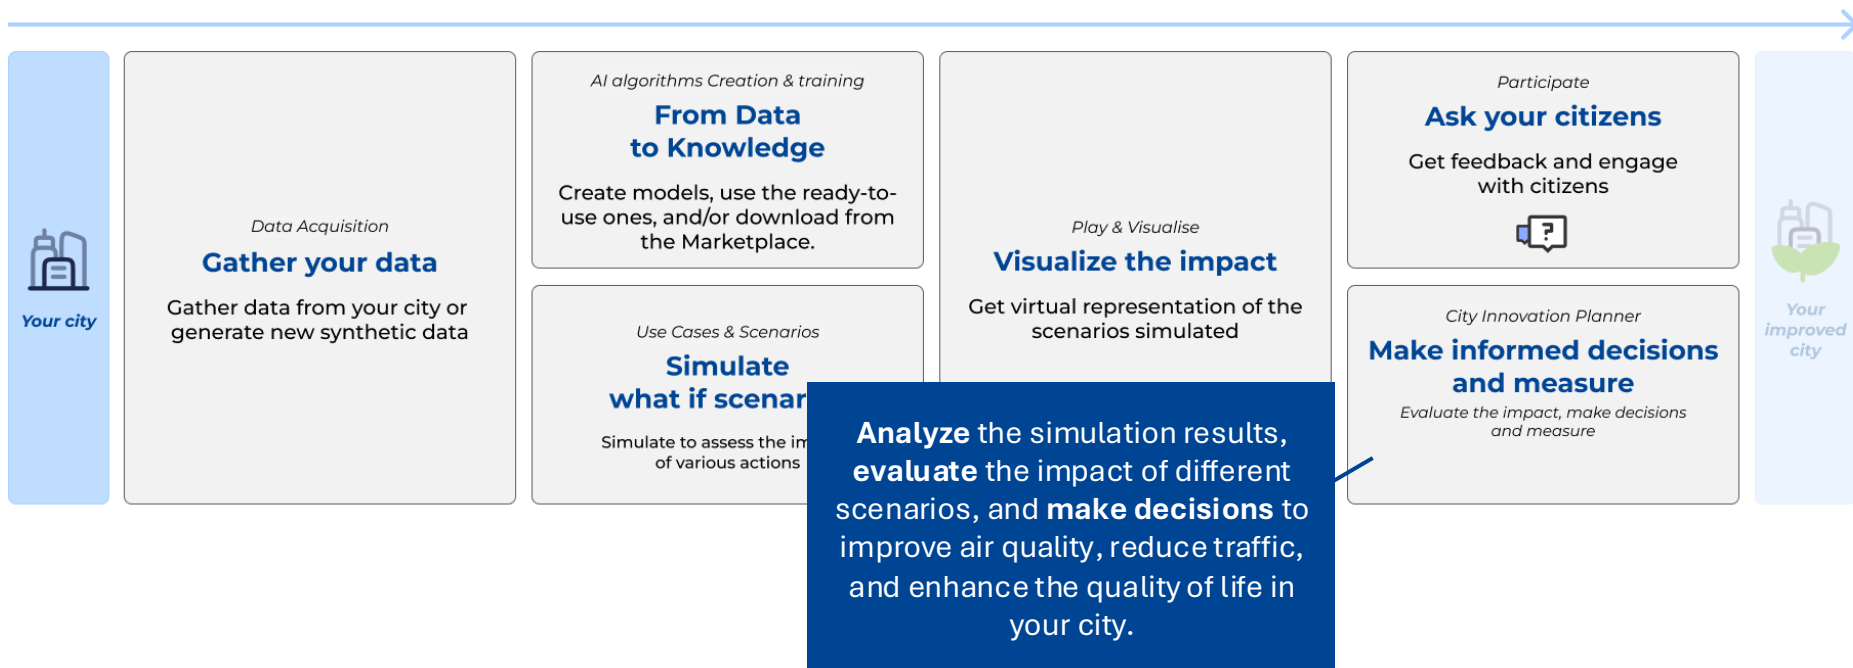 Your city
Data Acquisition
Gather your data
Gather data from your city or
generate new synthetic data
AI algorithms Creation & training
From Data
to Knowledge
Create models, use the ready-to-
use ones, and/or download from
the Marketplace.
Use Cases & Scenarios
Simulate
what if scenar
Simulate to assess the im
of various actions
Play & Visualise
Visualize the impact
Get virtual representation of the
scenarios simulated
Participate
Ask your citizens
Get feedback and engage
with citizens
?
City Innovation Planner
Make informed decisions
and measure
Evaluate the impact, make decisions
and measure
Analyze the simulation results,
evaluate the impact of different
scenarios, and make decisions to
improve air quality, reduce traffic,
and enhance the quality of life in
your city.
Your
improved
city